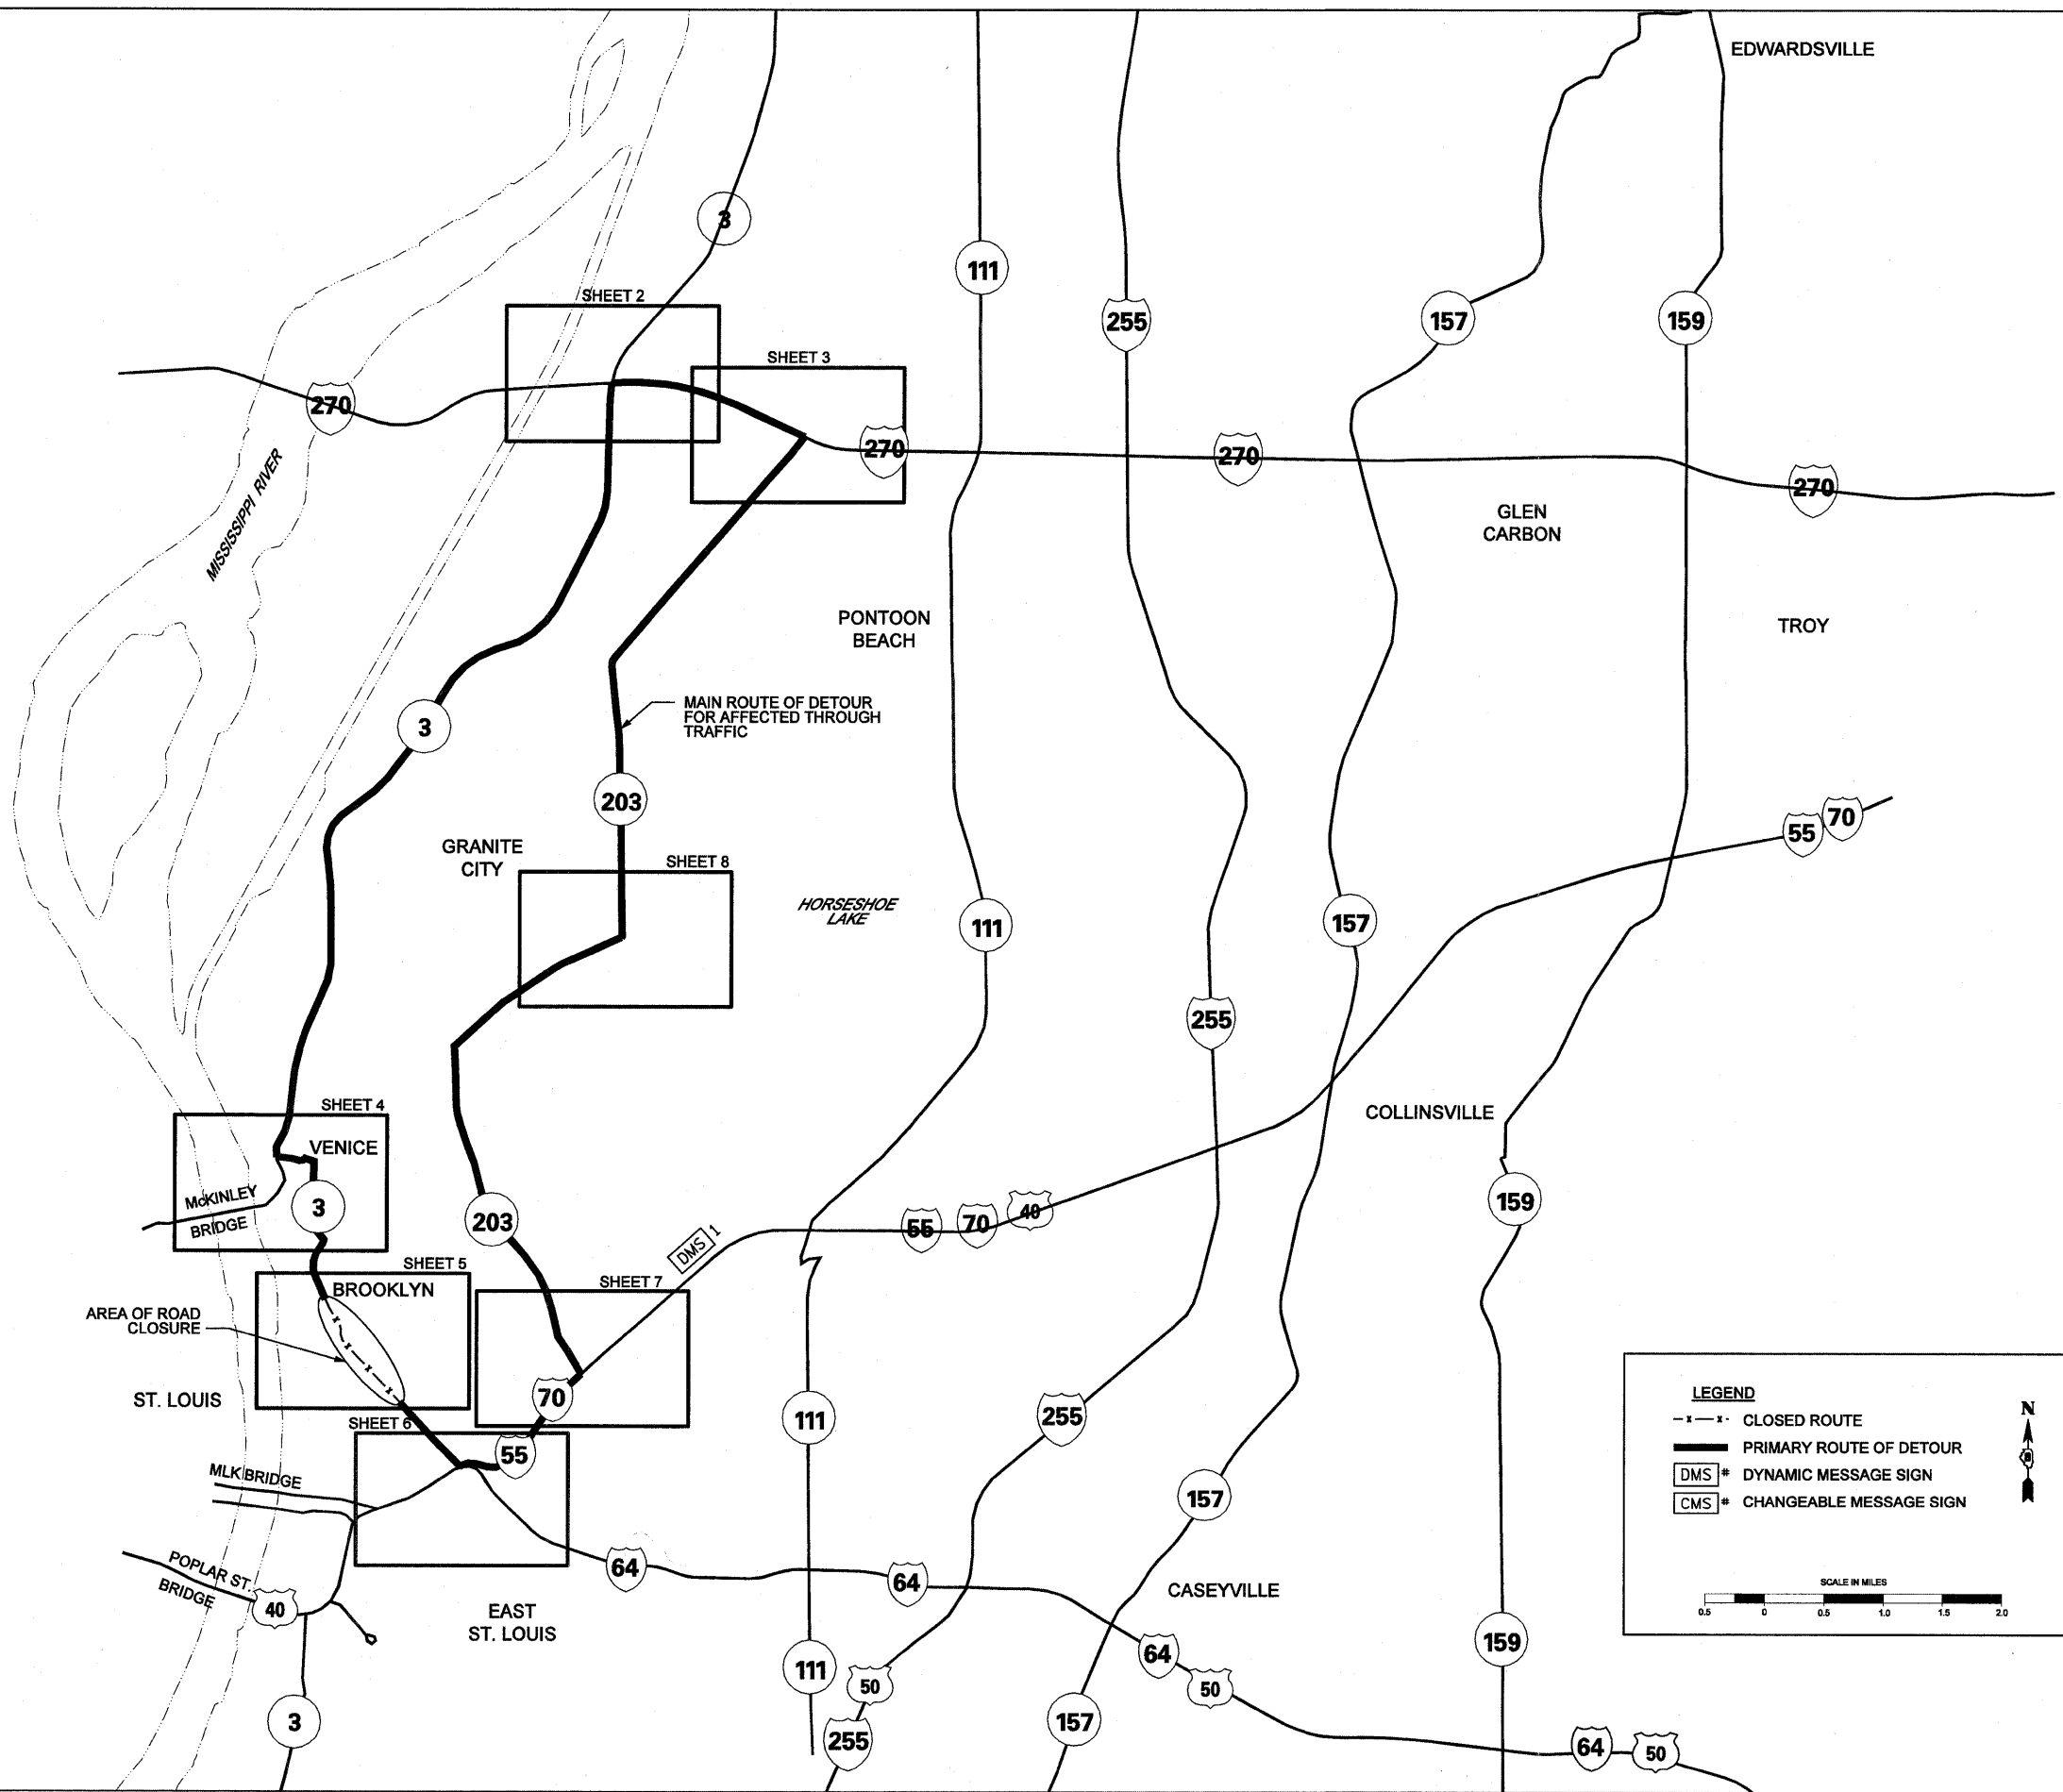 EDWARDSVILLE
3
111
SHEET 2
255
157
159
SHEET 3
270
270
270
270
MISSISSIPPI RIVER
GLEN
CARBON
PONTOON
BEACH
TROY
MAIN ROUTE OF DETOUR
FOR AFFECTED THROUGH
TRAFFIC
3
203
55
70
GRANITE
CITY
SHEET 8
HORSESHOE
LAKE
111
157
255
SHEET 4
VENICE
COLLINSVILLE
McKINLEY
BRIDGE
3
203
DMS 1
55
70
40
159
SHEET 5
BROOKLYN
SHEET 7
AREA OF ROAD
CLOSURE
ST. LOUIS
70
111
255
SHEET 6
55
MLK BRIDGE
157
POPLAR ST.
BRIDGE
40
64
64
CASEYVILLE
EAST
ST. LOUIS
111
50
64
50
159
3
255
157
64
50
LEGEND
-x-—x- CLOSED ROUTE
PRIMARY ROUTE OF DETOUR
DMS # DYNAMIC MESSAGE SIGN
CMS # CHANGEABLE MESSAGE SIGN
N
SCALE IN MILES
0.5 0 0.5 1.0 1.5 2.0